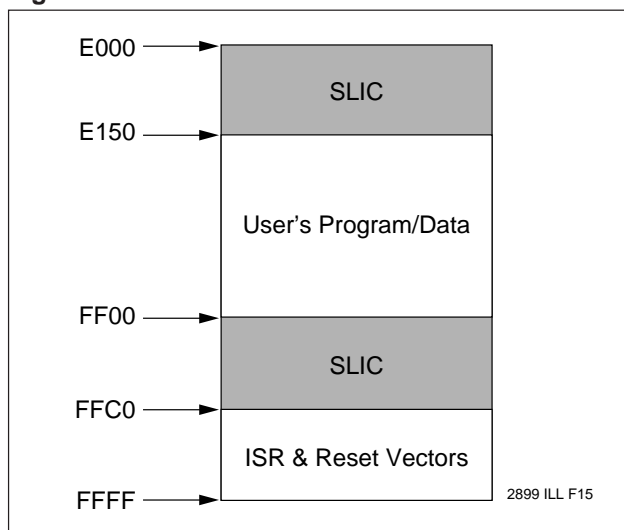 E000
SLIC
E150
User's Program/Data
FF00
SLIC
FFC0
ISR & Reset Vectors
FFFF
2899 ILL F15